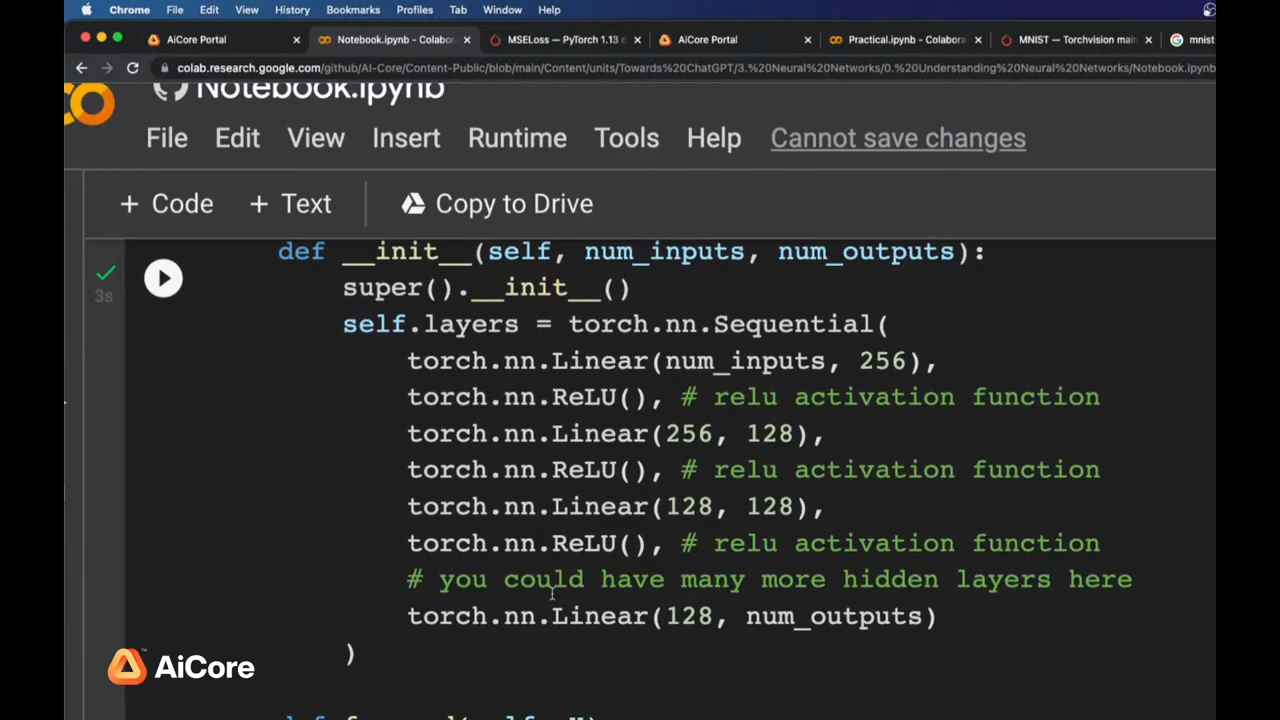 Chrome File Edit View History Bookmarks Profiles Tab Window Help
AiCore Portal Notebook.ipynb - Colabora MSELoss — PyTorch 1.13 AiCore Portal Practical.ipynb - Colabora MNIST — Torchvision main mnist
colab.research.google.com/github/AI-Core/Content-Public/blob/main/Content/units/Towards%20ChatGPT/3.%20Neural%20Networks/0.%20Understanding%20Neural%20Networks/Notebook.ipynb
Notebook.ipynb
File Edit View Insert Runtime Tools Help Cannot save changes
+ Code + Text Copy to Drive
def __init__(self, num_inputs, num_outputs):
3s
super().__init__()
self.layers = torch.nn.Sequential(
torch.nn.Linear(num_inputs, 256),
torch.nn.ReLU(), # relu activation function
torch.nn.Linear(256, 128),
torch.nn.ReLU(), # relu activation function
torch.nn.Linear(128, 128),
torch.nn.ReLU(), # relu activation function
# you could have many more hidden layers here
torch.nn.Linear(128, num_outputs)
)
AiCore